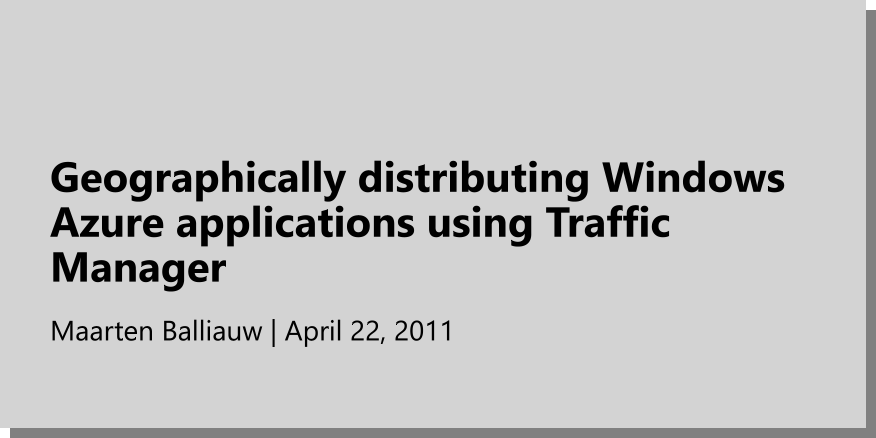 Geographically distributing Windows
Azure applications using Traffic
Manager
Maarten Balliauw | April 22, 2011